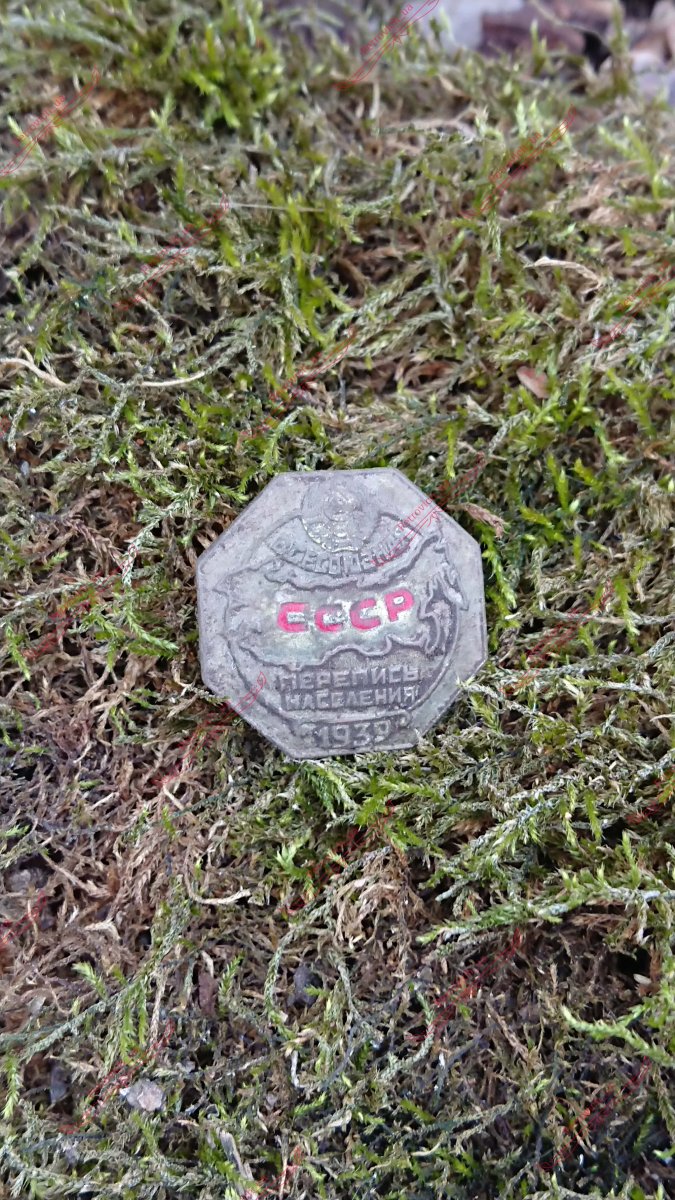 ВСЕСОЮЗНАЯ
СССР
ПЕРЕПИСЬ
НАСЕЛЕНИЯ
1939